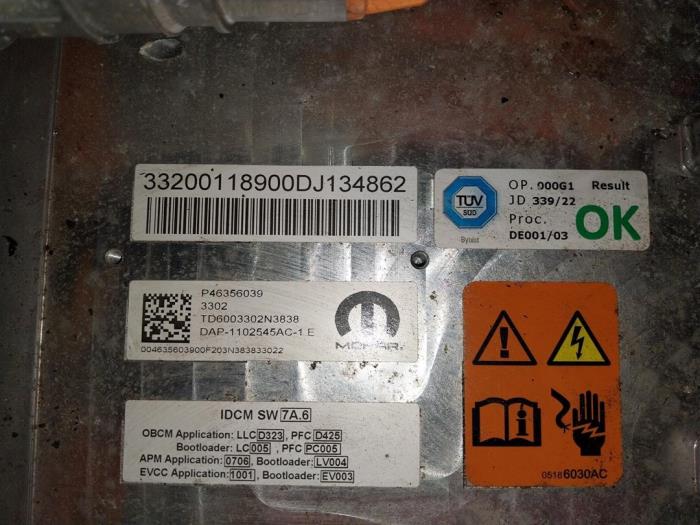 33200118900DJ134862
TÜV
SÜD
OP. 000G1 Result
JD 339/22
Proc. OK
DE001/03
P46356039
3302
TD6003302N3838
DAP-1102545AC-1 E
MOPAR
004635603900F203N383833022
IDCM SW 7A.6
OBCM Application: LLC D323, PFC D425
Bootloader: LC005, PFC PC005
APM Application: 0706, Bootloader: LV004
EVCC Application: 1001, Bootloader: EV003
i
05186030AC